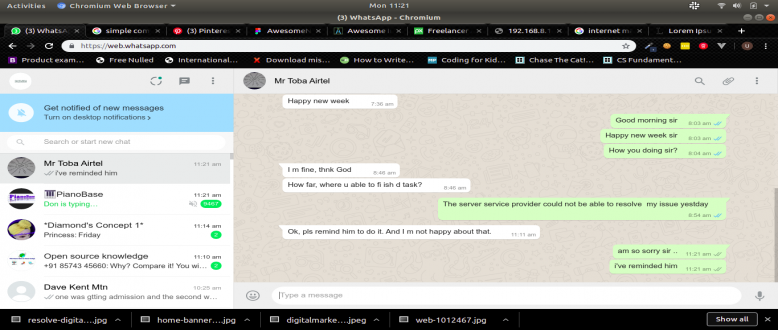 Activities
Chromium Web Browser
Mon 11:21
(3) WhatsApp - Chromium
(3) WhatsA
simple com
(3) Pintere
Awesomeh
Awesome
Freelancer
192.168.8.
internet m
Lorem Ipsu
https://web.whatsapp.com
Product exam...
Free Nulled
International...
Download mis...
How to Write...
Coding for Kid...
Chase The Cat!...
CS Fundament...
Mr Toba Airtel
Get notified of new messages
Turn on desktop notifications >
Search or start new chat
Mr Toba Airtel
11:21 am
i've reminded him
PianoBase
11:21 am
Don is typing...
9467
*Diamond's Concept 1*
11:14 am
Princess: Friday
2
Open source knowledge
11:10 am
+91 85743 45660: Why? Compare it! You wi...
2
Dave Kent Mtn
10:25 am
one was gtting admission and the second w...
Happy new week
7:36 am
Good morning sir
8:03 am
Happy new week sir
8:03 am
How you doing sir?
8:04 am
I m fine, thnk God
8:46 am
How far, where u able to fi ish d task?
8:46 am
The server service provider could not be able to resolve my issue yestday
8:54 am
Ok, pls remind him to do it. And I m not happy about that.
11:11 am
am so sorry sir ..
11:21 am
i've reminded him
11:21 am
Type a message
resolve-digita....jpg
home-banner....jpg
digitalmarke....jpeg
web-1012467.jpg
Show all